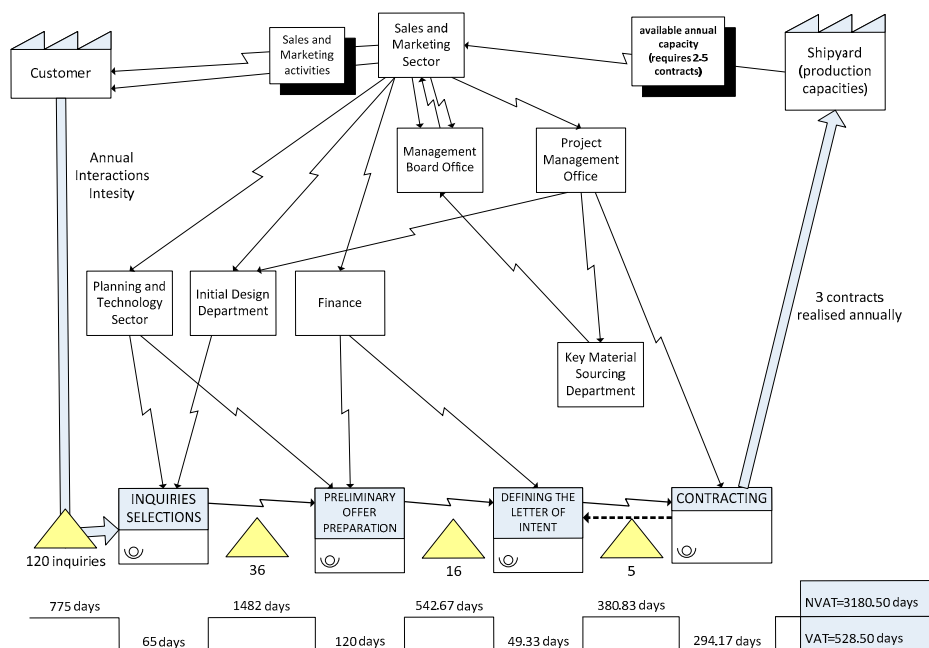 Customer
Sales and
Marketing
activities
Sales and
Marketing
Sector
available annual
capacity
(requires 2.5
contracts)
Shipyard
(production
capacities)
Annual
Interactions
Intesity
Management
Board Office
Project
Management
Office
Planning and
Technology
Sector
Initial Design
Department
Finance
3 contracts
realised annually
Key Material
Sourcing
Department
INQUIRIES
SELECTIONS
PRELIMINARY
OFFER
PREPARATION
DEFINING THE
LETTER OF
INTENT
CONTRACTING
120 inquiries
36
16
5
775 days
1482 days
542.67 days
380.83 days
NVAT=3180.50 days
65 days
120 days
49.33 days
294.17 days
VAT=528.50 days